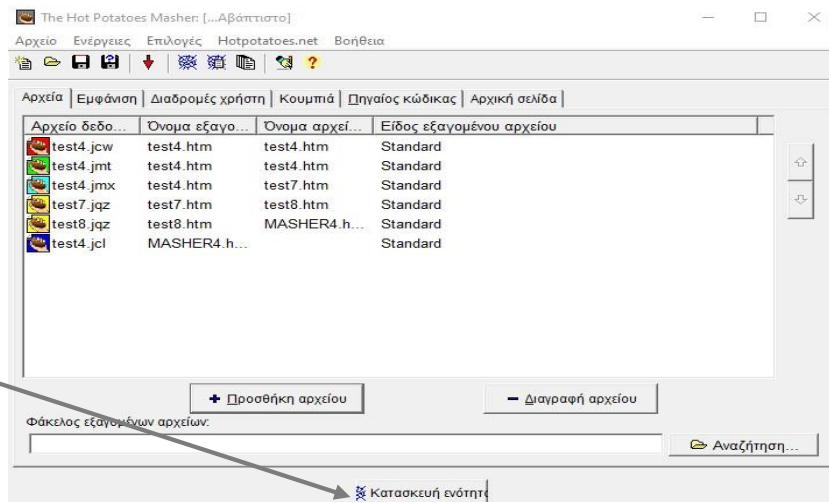 The Hot Potatoes Masher: [...Αβάπτιστο]
Αρχείο Ενέργειες Επιλογές Hotpotatoes.net Βοήθεια
Αρχεία Εμφάνιση Διαδρομές χρήστη Κουμπιά Πηγαίος κώδικας Αρχική σελίδα
Αρχείο δεδο... Όνομα εξαγο... Όνομα αρχεί... Είδος εξαγομένου αρχείου
test4.jcw test4.htm test4.htm Standard
test4.jmt test4.htm test4.htm Standard
test4.jmx test4.htm test7.htm Standard
test7.jqz test7.htm test8.htm Standard
test8.jqz test8.htm MASHER4.h... Standard
test4.jcl MASHER4.h... Standard
+ Προσθήκη αρχείου − Διαγραφή αρχείου
Φάκελος εξαγομένων αρχείων:
Αναζήτηση...
Κατασκευή ενότητ